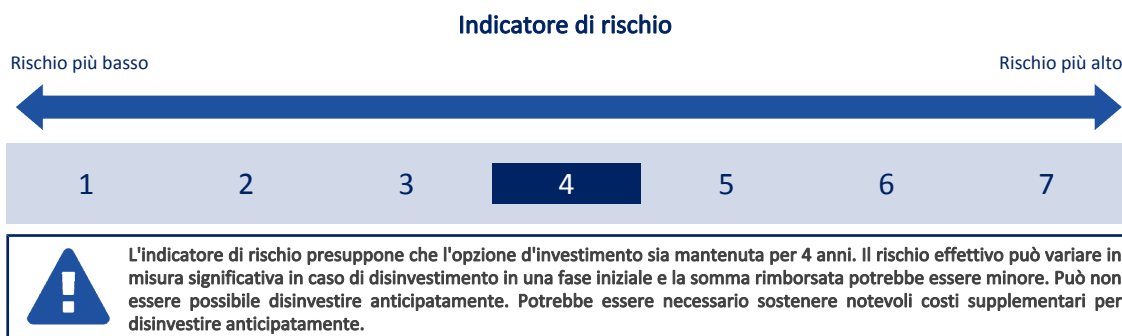 Indicatore di rischio
Rischio più basso
Rischio più alto
1 2 3 4 5 6 7
L'indicatore di rischio presuppone che l'opzione d'investimento sia mantenuta per 4 anni. Il rischio effettivo può variare in
misura significativa in caso di disinvestimento in una fase iniziale e la somma rimborsata potrebbe essere minore. Può non
essere possibile disinvestire anticipatamente. Potrebbe essere necessario sostenere notevoli costi supplementari per
disinvestire anticipatamente.